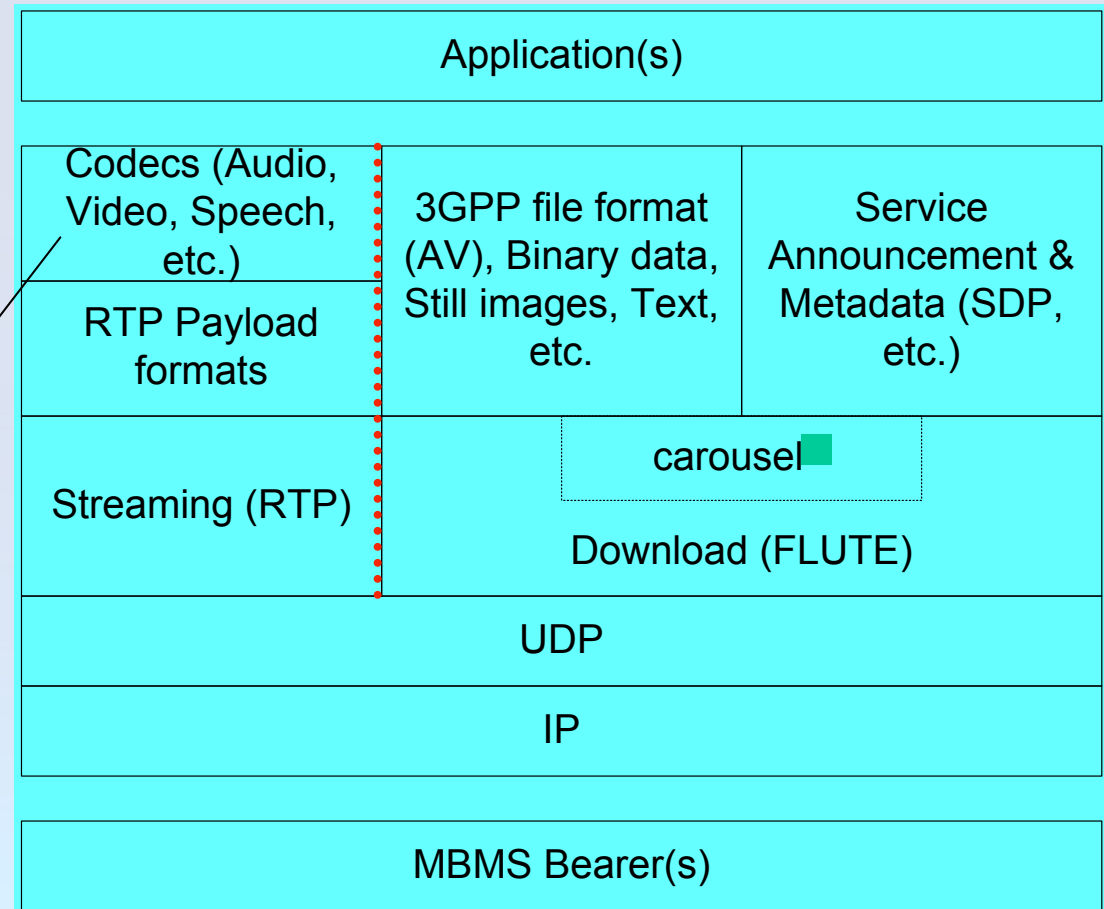 Application(s)
Codecs (Audio,
Video, Speech,
etc.)
RTP Payload
formats
3GPP file format
(AV), Binary data,
Still images, Text,
etc.
Service
Announcement &
Metadata (SDP,
etc.)
Streaming (RTP)
carousel
Download (FLUTE)
UDP
IP
MBMS Bearer(s)